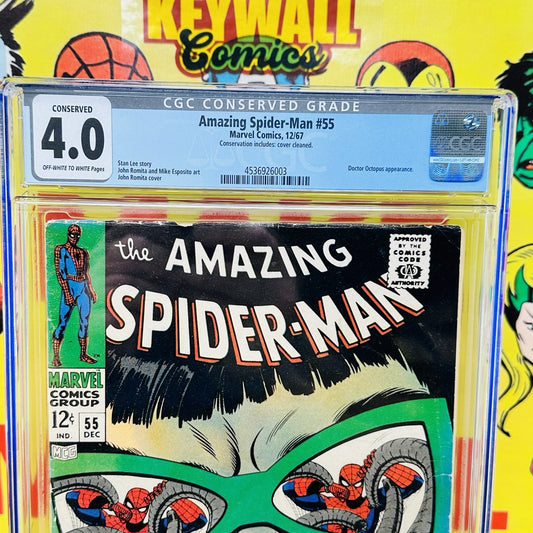 KEYWALL
Comics
CGC CONSERVED GRADE
CONSERVED
4.0
OFF-WHITE TO WHITE Pages
Amazing Spider-Man #55
Marvel Comics, 12/67
Conservation includes: cover cleaned.
Stan Lee story
John Romita and Mike Esposito art
John Romita cover
4536926003
Doctor Octopus appearance.
CGC
the AMAZING
SPIDER-MAN
APPROVED
BY THE
COMICS
CODE
AUTHORITY
MARVEL
COMICS
GROUP
12¢
IND.
55
DEC
MCG